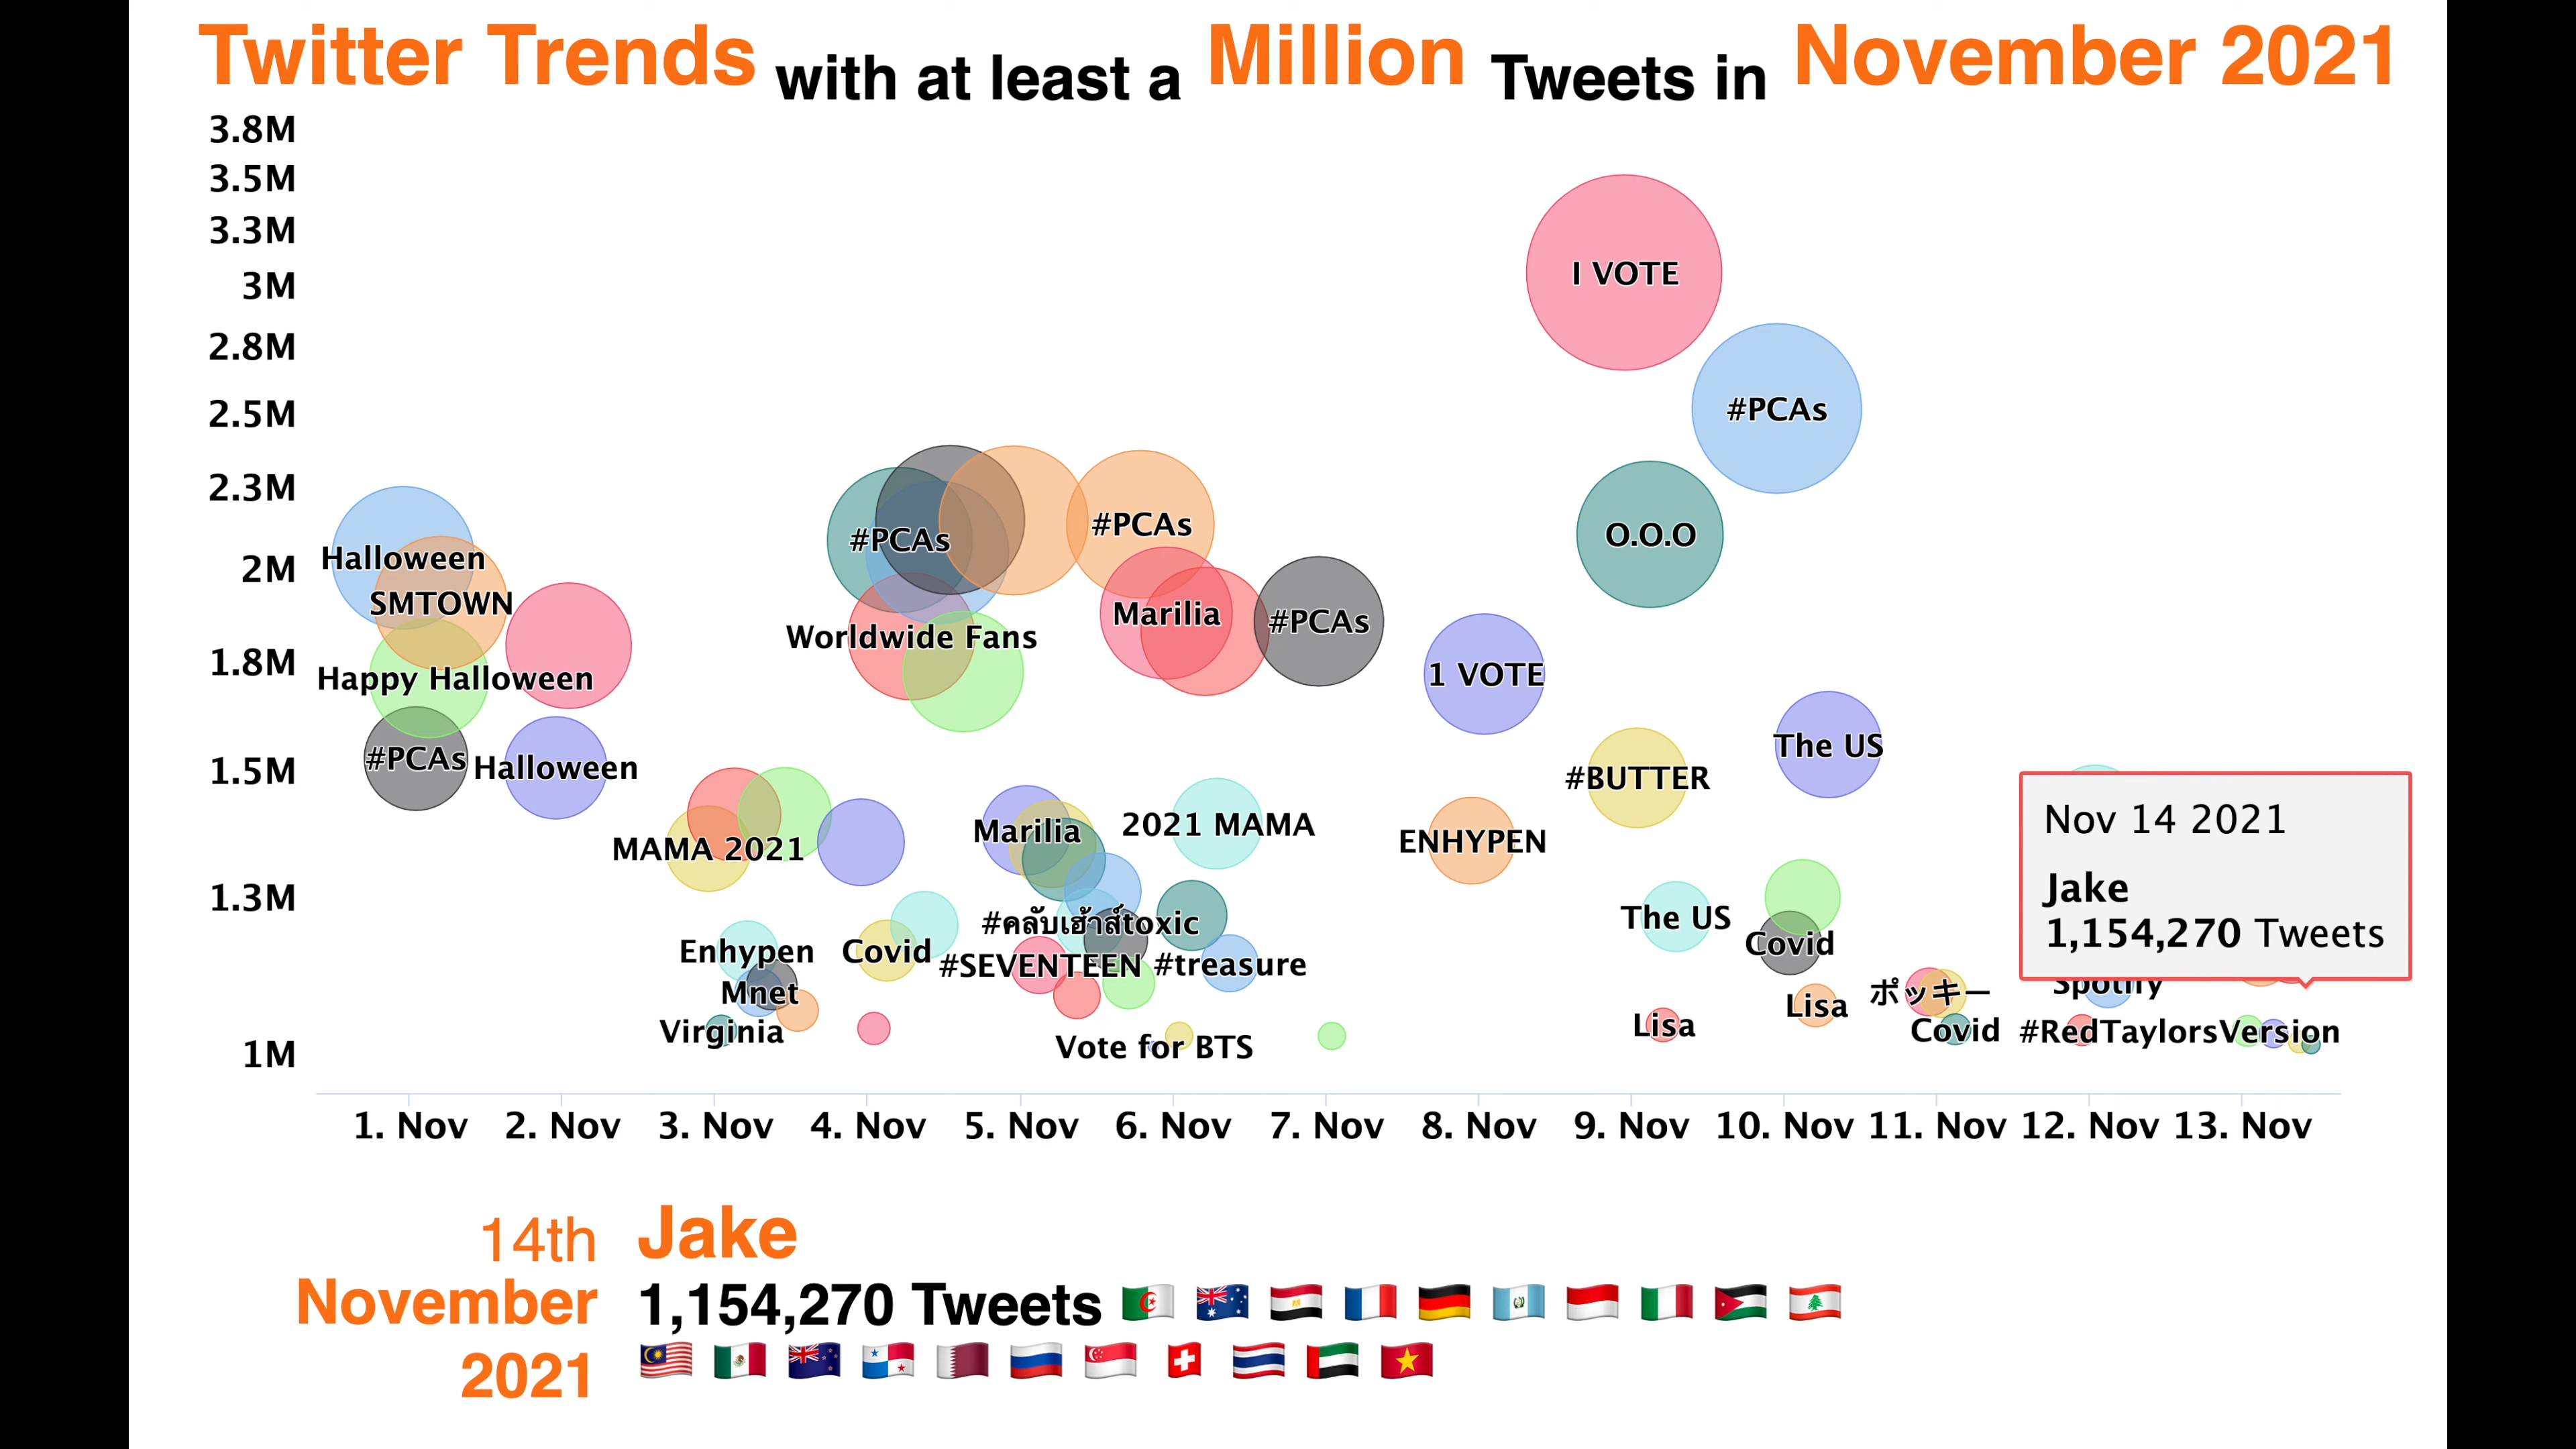 Twitter Trends with at least a Million Tweets in November 2021
3.8M
3.5M
3.3M
3M
2.8M
2.5M
2.3M
2M
1.8M
1.5M
1.3M
1M
I VOTE
#PCAs
O.O.O
#PCAs
#PCAs
Halloween
SMTOWN
Marilia
#PCAs
Worldwide Fans
1 VOTE
Happy Halloween
The US
#PCAs
Halloween
#BUTTER
Marilia
2021 MAMA
ENHYPEN
MAMA 2021
The US
#คลับเฮ้าส์toxic
Covid
Enhypen
Covid
#SEVENTEEN
#treasure
Mnet
ポッキー
Lisa
Spotify
Virginia
Vote for BTS
Lisa
Covid
#RedTaylorsVersion
Nov 14 2021
Jake
1,154,270 Tweets
1. Nov 2. Nov 3. Nov 4. Nov 5. Nov 6. Nov 7. Nov 8. Nov 9. Nov 10. Nov 11. Nov 12. Nov 13. Nov
14th
November
2021
Jake
1,154,270 Tweets